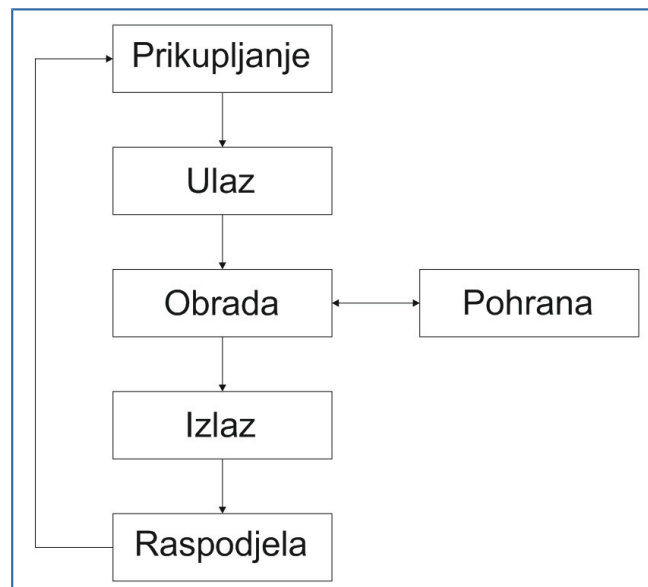 Prikupljanje
Ulaz
Obrada
Pohrana
Izlaz
Raspodjela